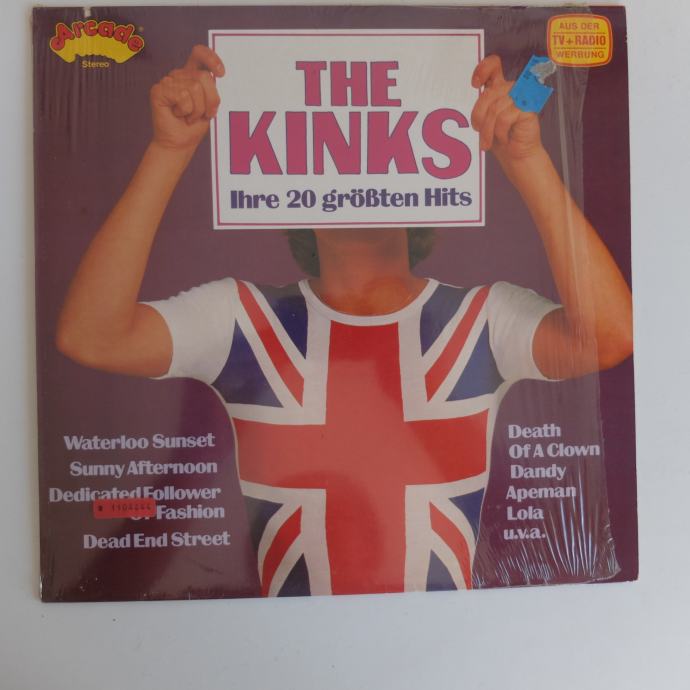 Arcade
Stereo
AUS DER
TV + RADIO
WERBUNG
THE
KINKS
Ihre 20 größten Hits
Waterloo Sunset
Sunny Afternoon
Dedicated Follower
Of Fashion
Dead End Street
Death
Of A Clown
Dandy
Apeman
Lola
u.v.a.